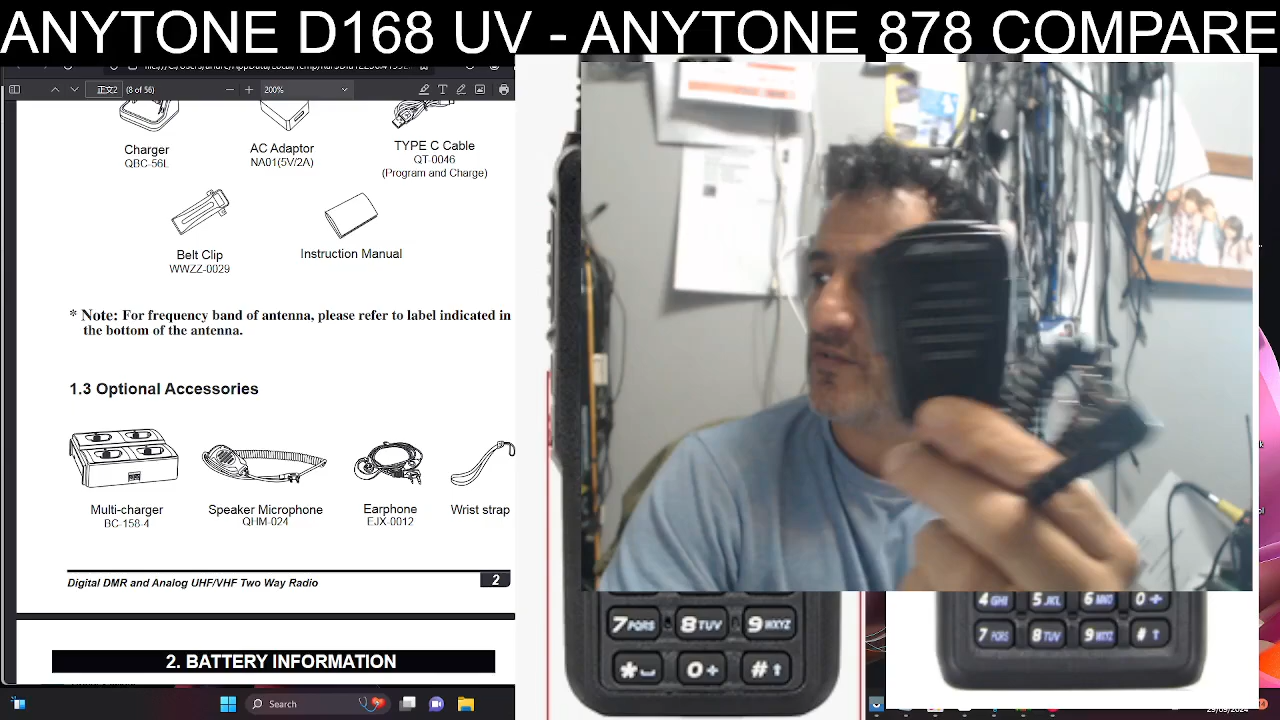 ANYTONE D168 UV - ANYTONE 878 COMPARE
(8 of 58)
200%
Charger
QBC-56L
AC Adaptor
NA01(5V/2A)
TYPE C Cable
QT-0046
(Program and Charge)
Belt Clip
WWZZ-0029
Instruction Manual
* Note: For frequency band of antenna, please refer to label indicated in
the bottom of the antenna.
1.3 Optional Accessories
Multi-charger
BC-158-4
Speaker Microphone
QHM-024
Earphone
EJX-0012
Wrist strap
Digital DMR and Analog UHF/VHF Two Way Radio
2
2. BATTERY INFORMATION
7PQRS 8TUV 9WXYZ
* 0+ #
4GHI 5JKL 6MNO 0+
7PQRS 8TUV 9WXYZ #
Search
29/09/2024